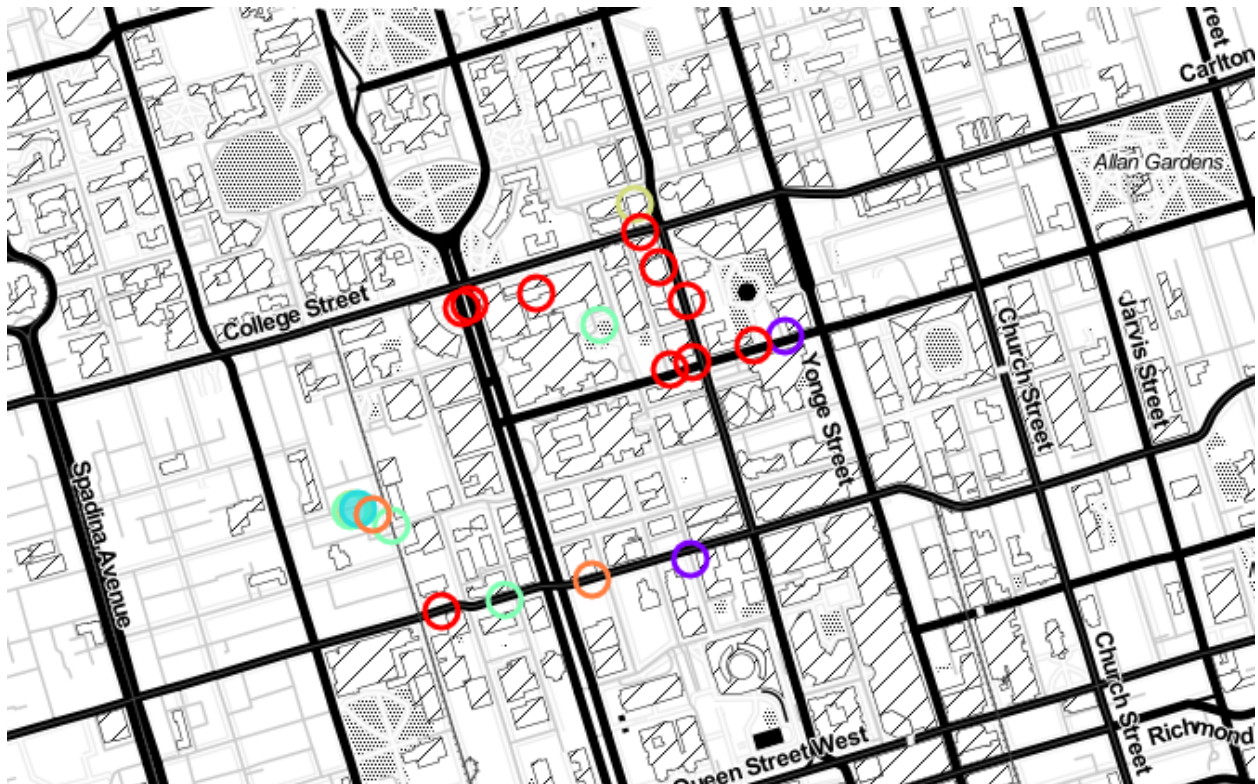 reet
Carlton
Allan Gardens
College Street
Church Street
Jarvis Street
Yonge Street
Spadina Avenue
Church Street
Richmond
Queen Street West